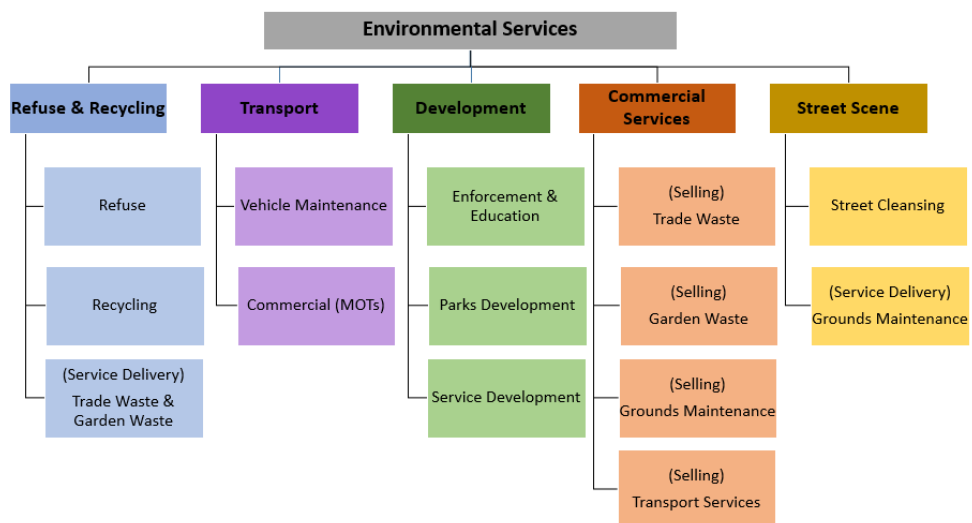 Environmental Services
Refuse & Recycling
Transport
Development
Commercial
Services
Street Scene
Refuse
Recycling
(Service Delivery)
Trade Waste &
Garden Waste
Vehicle Maintenance
Commercial (MOTs)
Enforcement &
Education
Parks Development
Service Development
(Selling)
Trade Waste
(Selling)
Garden Waste
(Selling)
Grounds Maintenance
(Selling)
Transport Services
Street Cleansing
(Service Delivery)
Grounds Maintenance